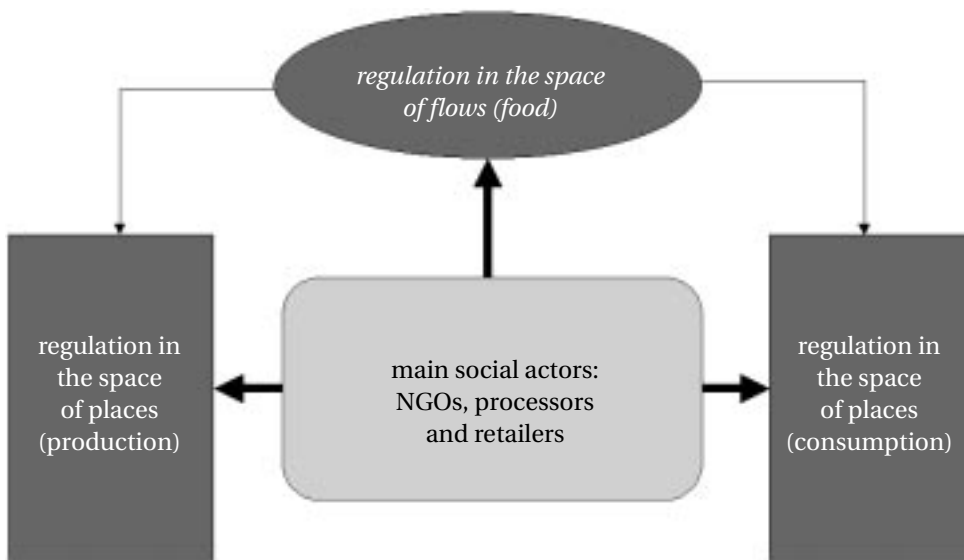 regulation in the space
of flows (food)
regulation in
the space
of places
(production)
main social actors:
NGOs, processors
and retailers
regulation in
the space
of places
(consumption)